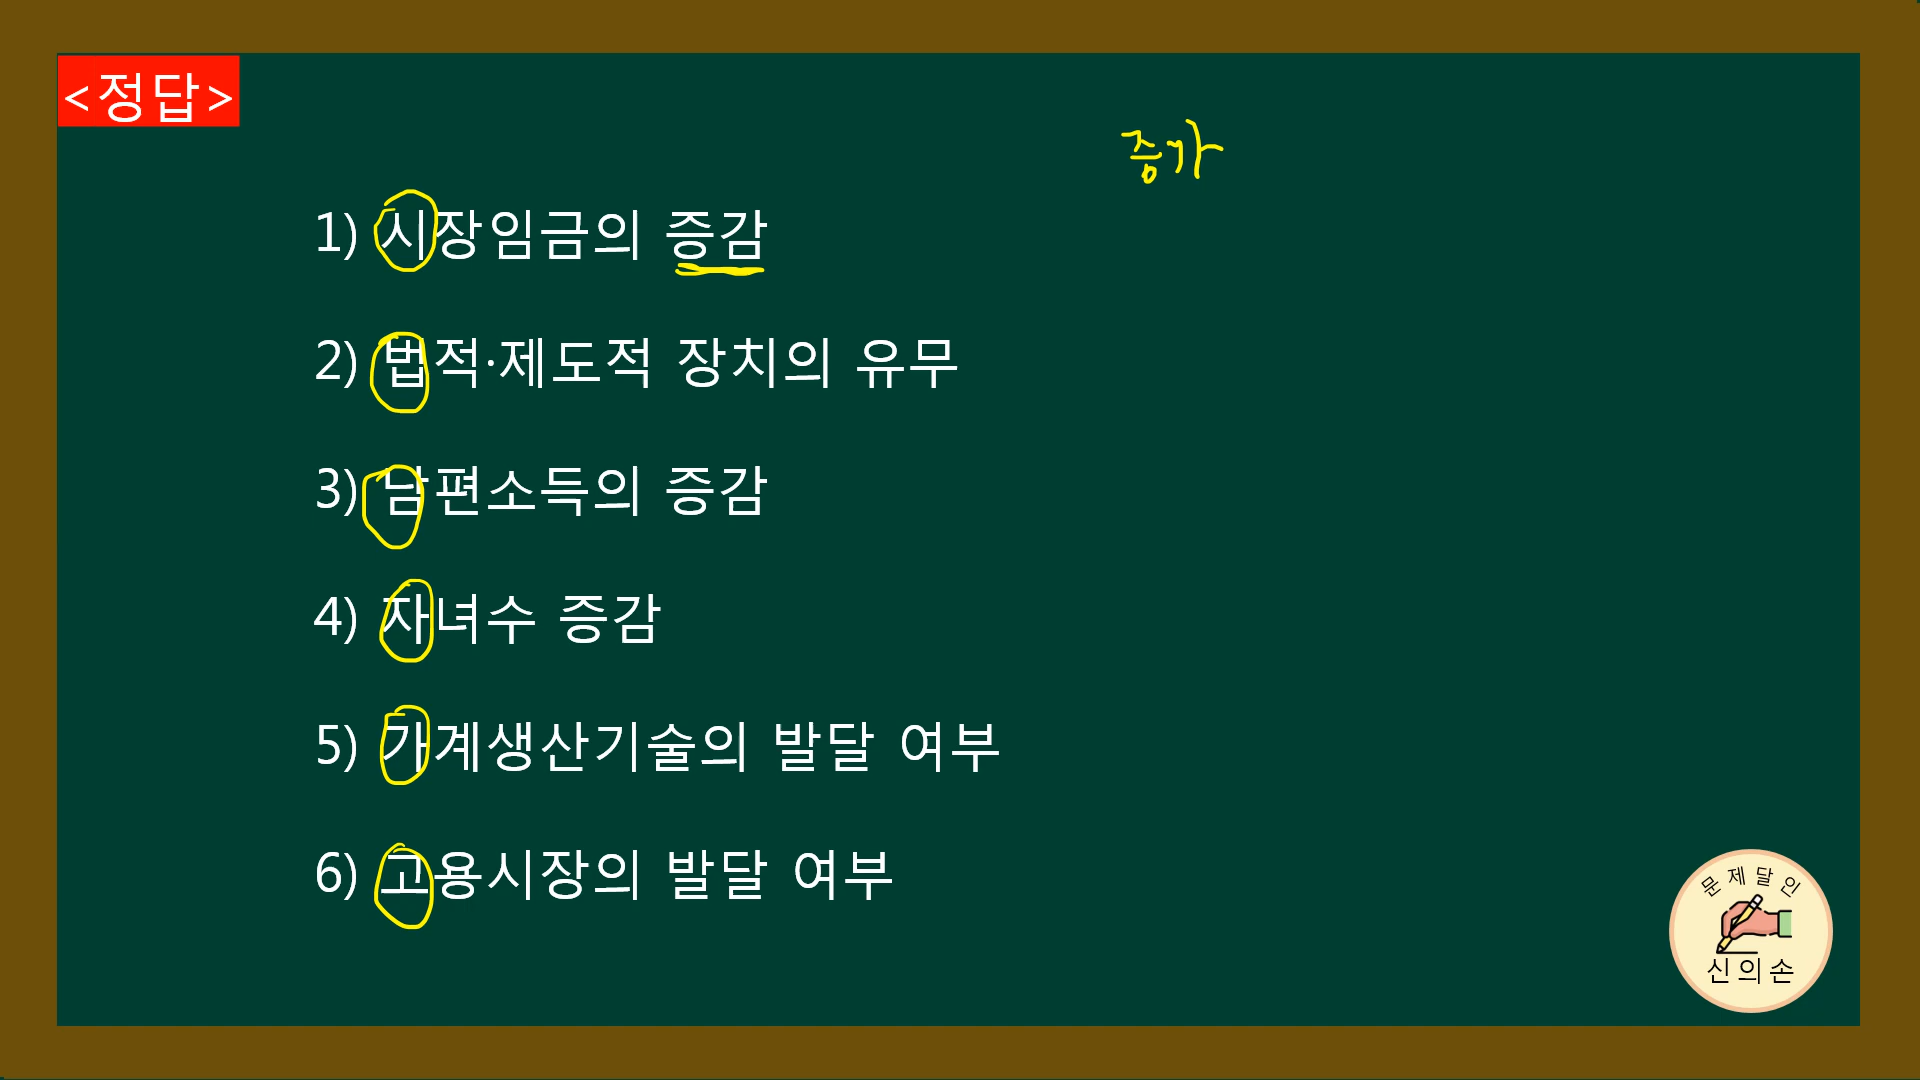 <정답>
증가
1) 시장임금의 증감
2) 법적·제도적 장치의 유무
3) 남편소득의 증감
4) 자녀수 증감
5) 가계생산기술의 발달 여부
6) 고용시장의 발달 여부
문제달인
신의손